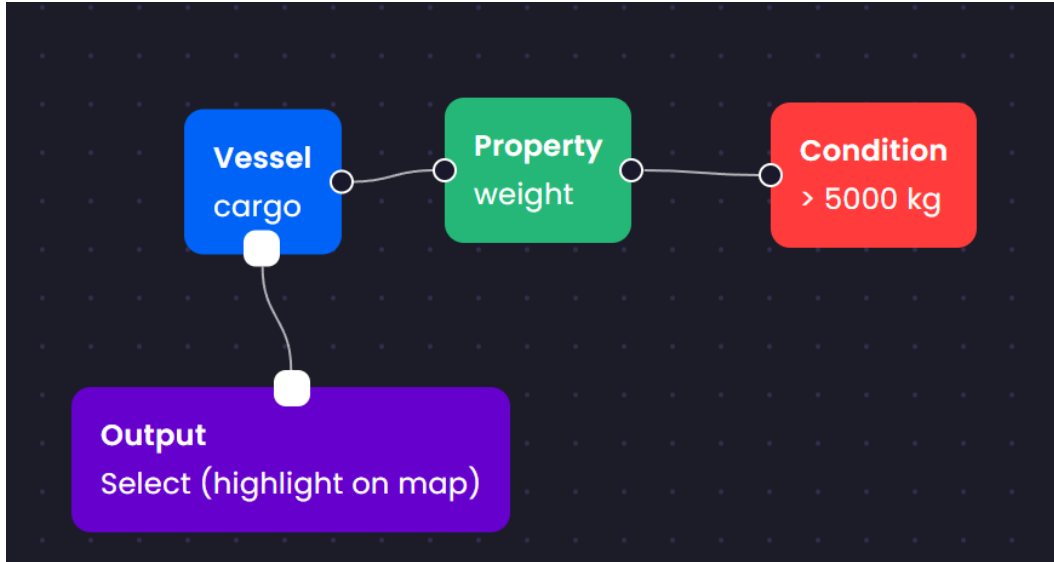 Vessel
cargo
Property
weight
Condition
> 5000 kg
Output
Select (highlight on map)